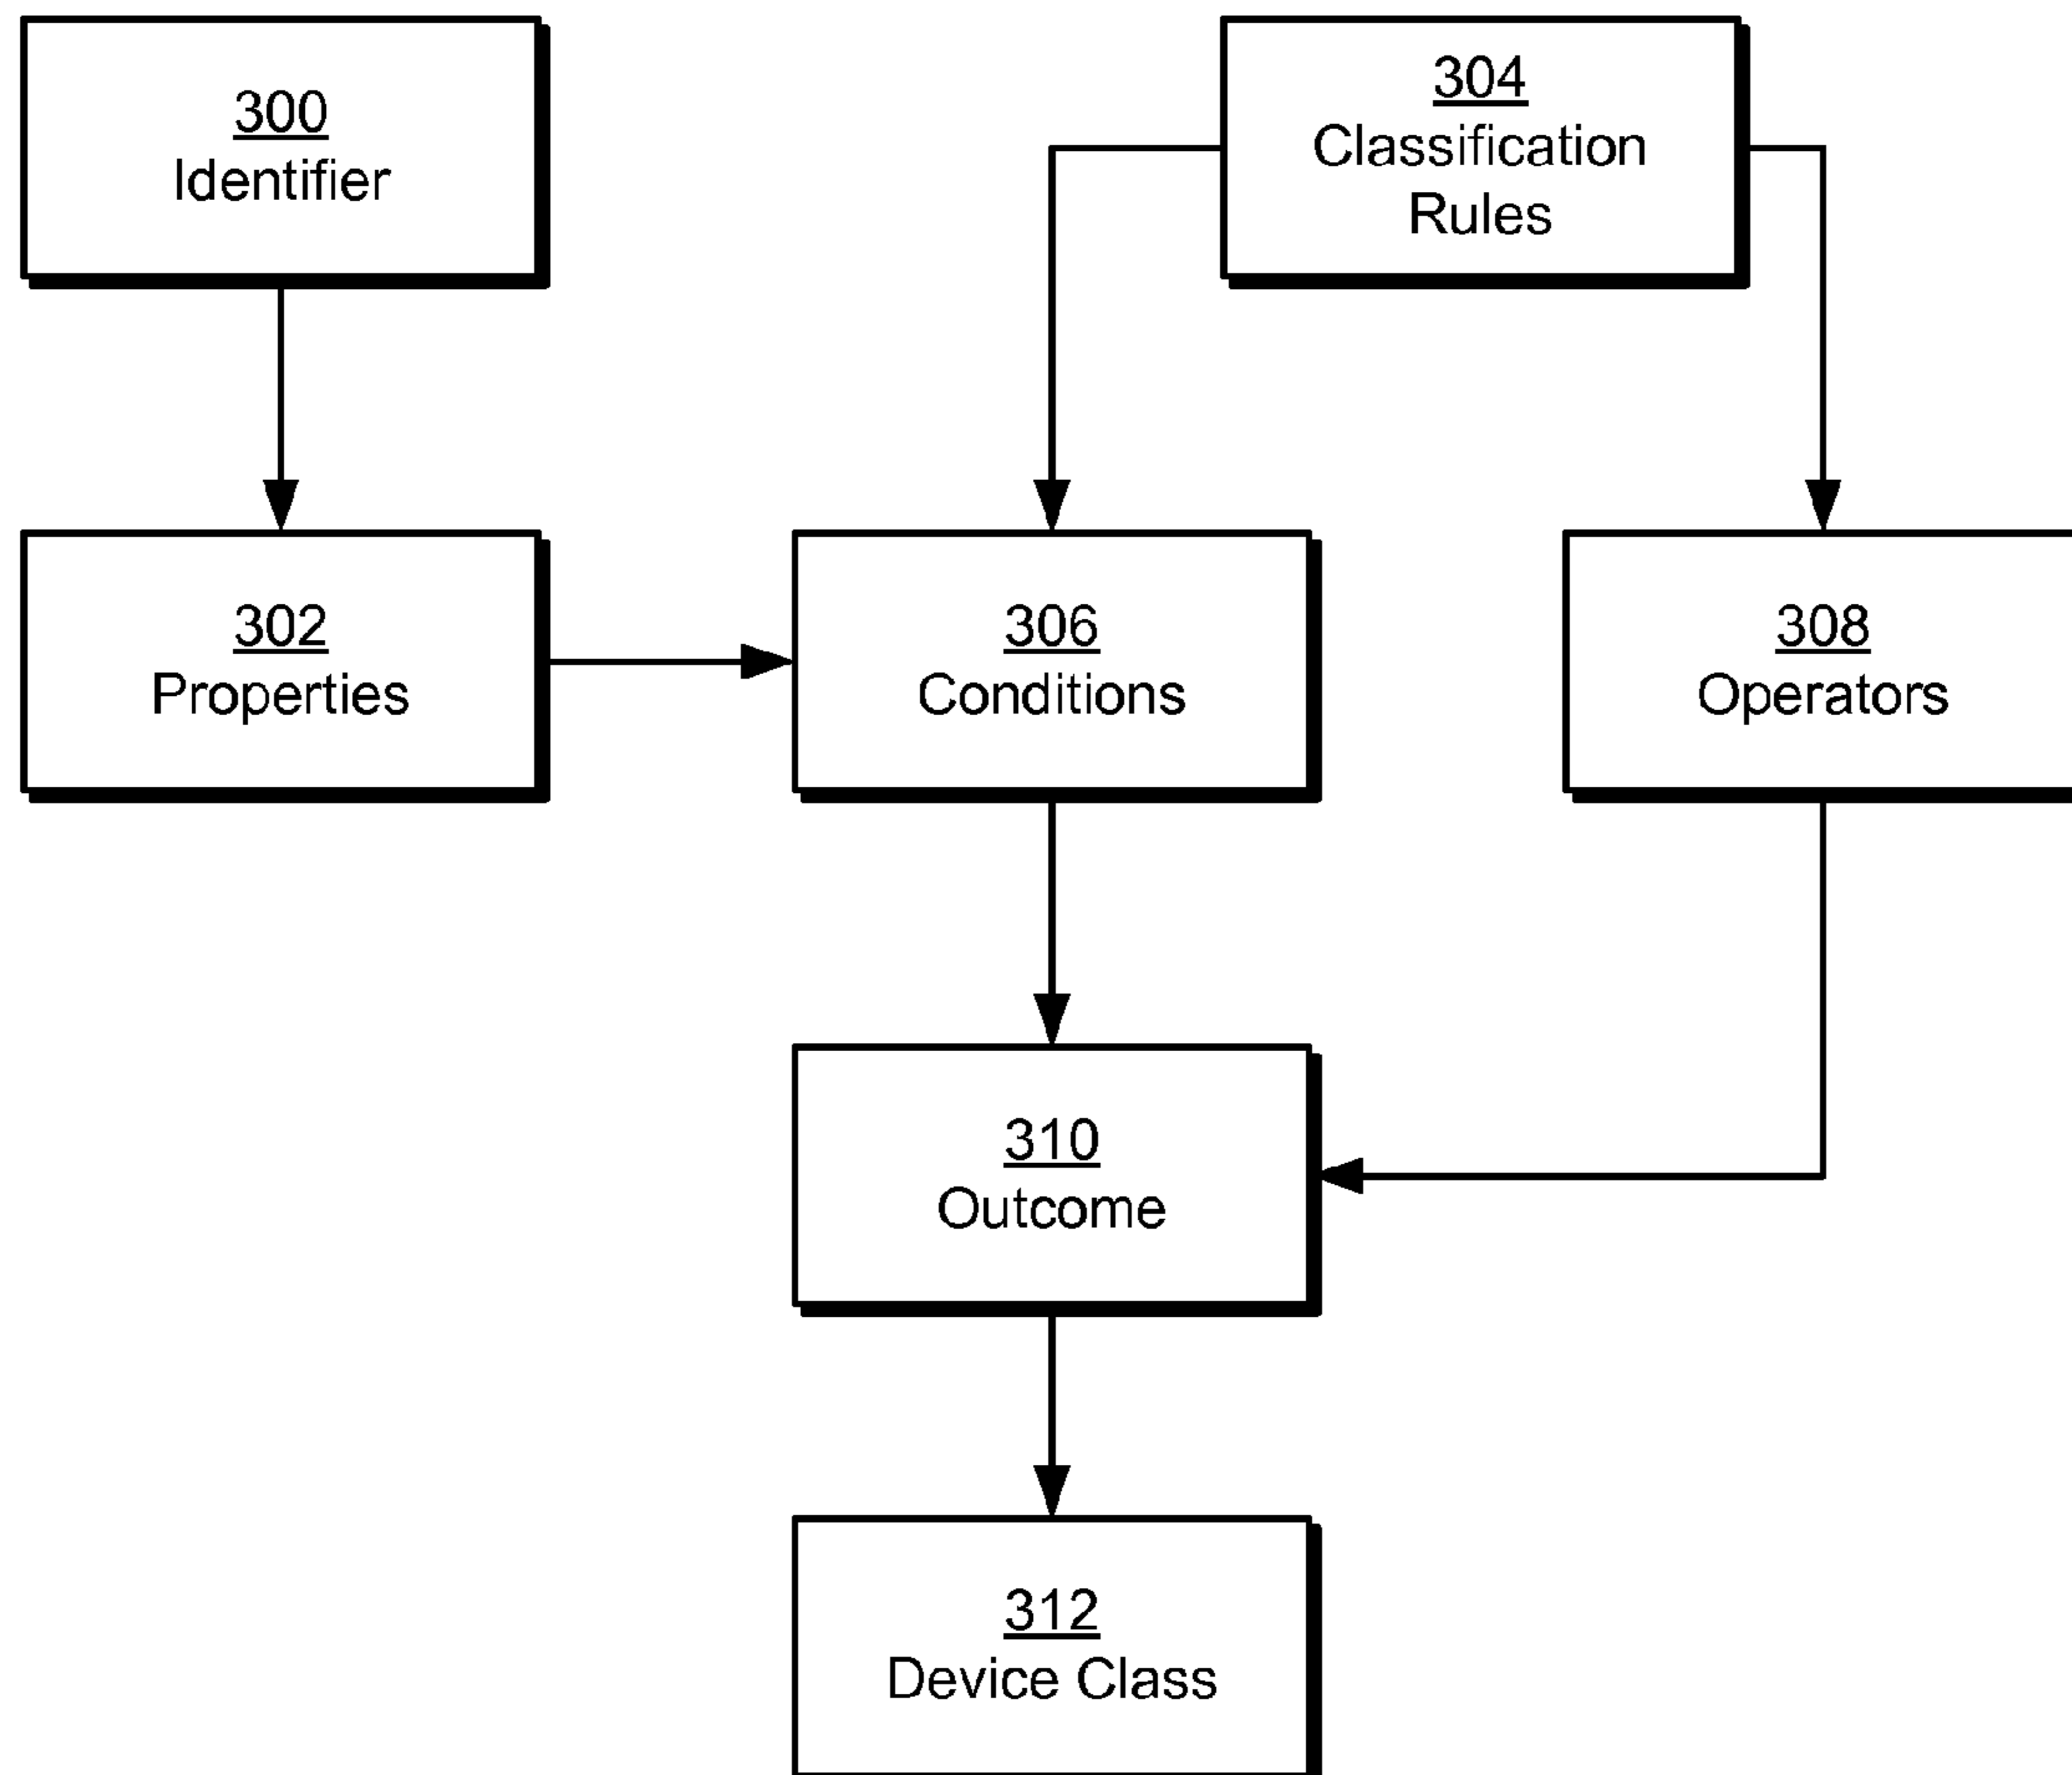 300
Identifier
304
Classification
Rules
302
Properties
306
Conditions
308
Operators
310
Outcome
312
Device Class